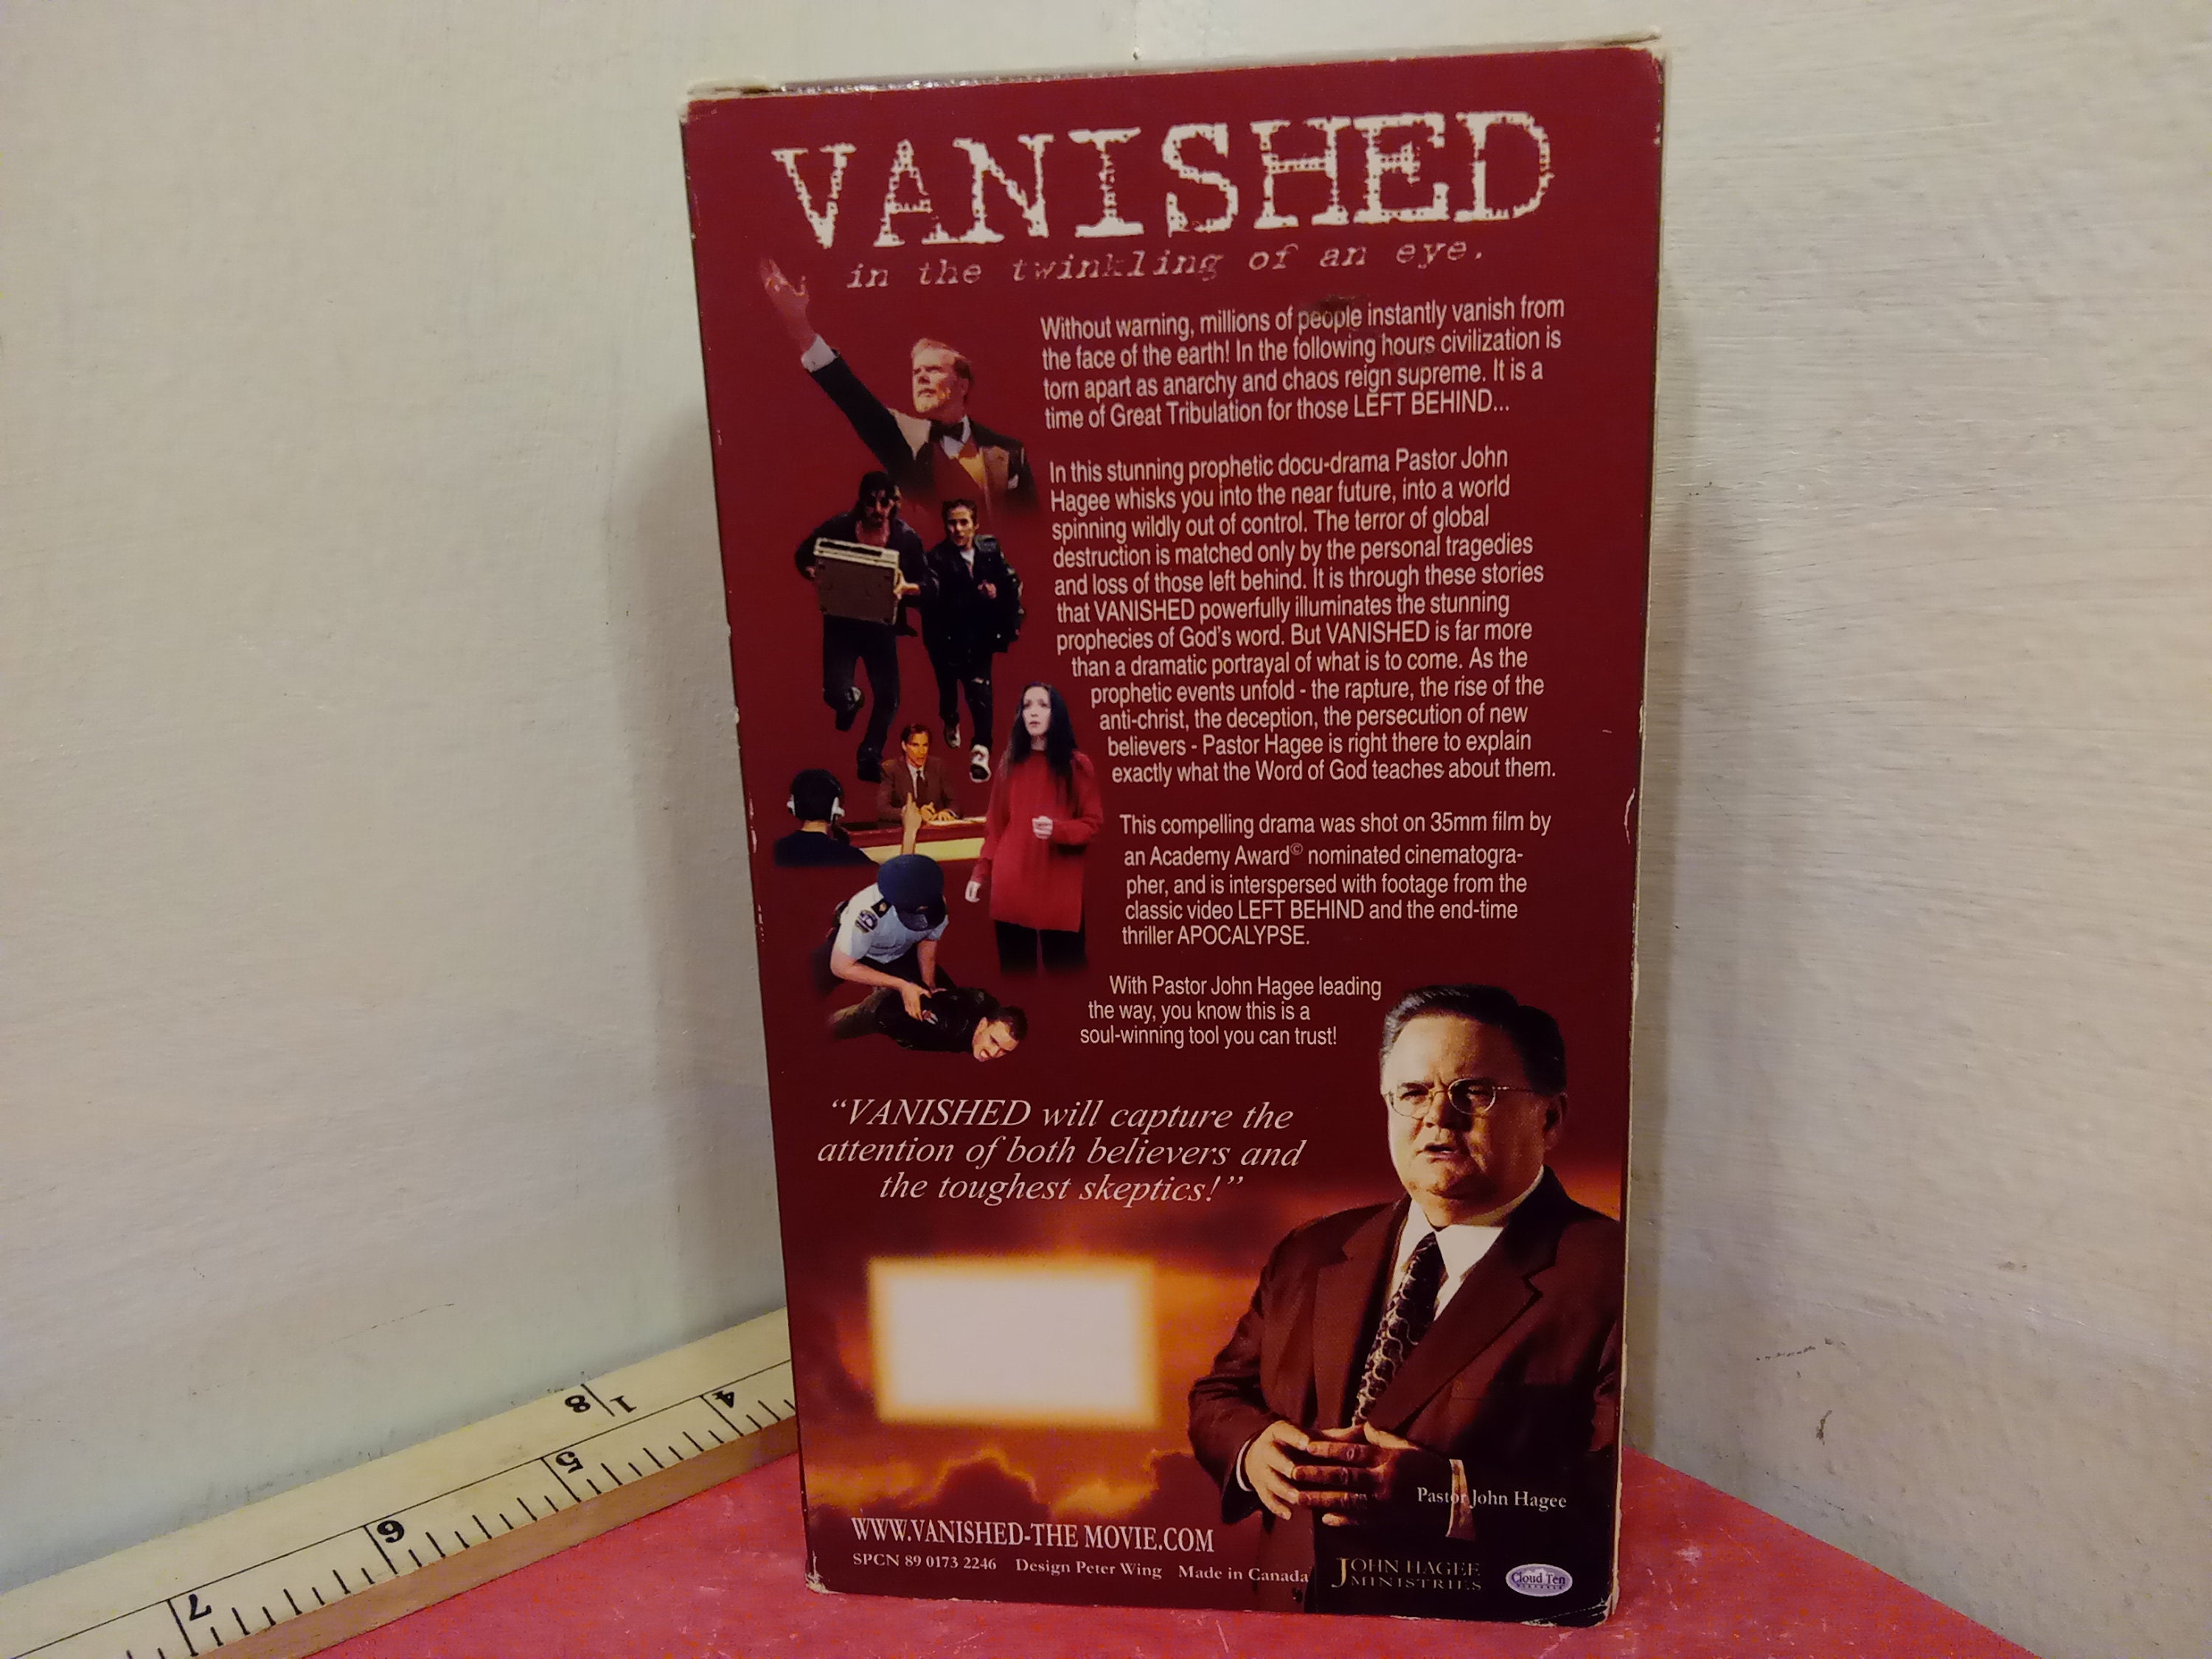 VANISHED
in the twinkling of an eye.
Without warning, millions of people instantly vanish from
the face of the earth! In the following hours civilization is
torn apart as anarchy and chaos reign supreme. It is a
time of Great Tribulation for those LEFT BEHIND...
In this stunning prophetic docu-drama Pastor John
Hagee whisks you into the near future, into a world
spinning wildly out of control. The terror of global
destruction is matched only by the personal tragedies
and loss of those left behind. It is through these stories
that VANISHED powerfully illuminates the stunning
prophecies of God's word. But VANISHED is far more
than a dramatic portrayal of what is to come. As the
prophetic events unfold - the rapture, the rise of the
anti-christ, the deception, the persecution of new
believers - Pastor Hagee is right there to explain
exactly what the Word of God teaches about them.
This compelling drama was shot on 35mm film by
an Academy Award© nominated cinematogra-
pher, and is interspersed with footage from the
classic video LEFT BEHIND and the end-time
thriller APOCALYPSE.
With Pastor John Hagee leading
the way, you know this is a
soul-winning tool you can trust!
“VANISHED will capture the
attention of both believers and
the toughest skeptics!”
Pastor John Hagee
WWW.VANISHED-THE MOVIE.COM
SPCN 89 0173 2246 Design Peter Wing Made in Canada
JOHN HAGEE
MINISTRIES
Cloud Ten
4
5
6
7
8 1